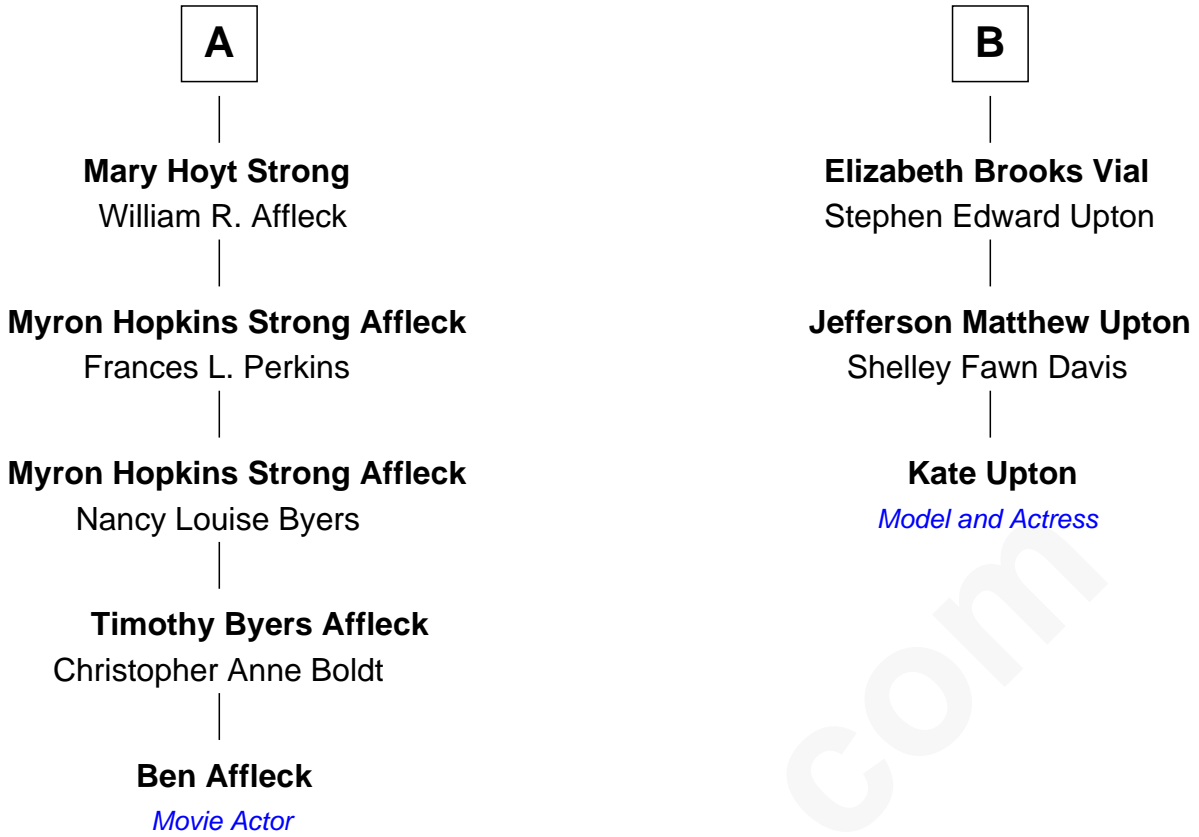 A
Mary Hoyt Strong
William R. Affleck
Myron Hopkins Strong Affleck
Frances L. Perkins
Myron Hopkins Strong Affleck
Nancy Louise Byers
Timothy Byers Affleck
Christopher Anne Boldt
Ben Affleck
Movie Actor
B
Elizabeth Brooks Vial
Stephen Edward Upton
Jefferson Matthew Upton
Shelley Fawn Davis
Kate Upton
Model and Actress
com